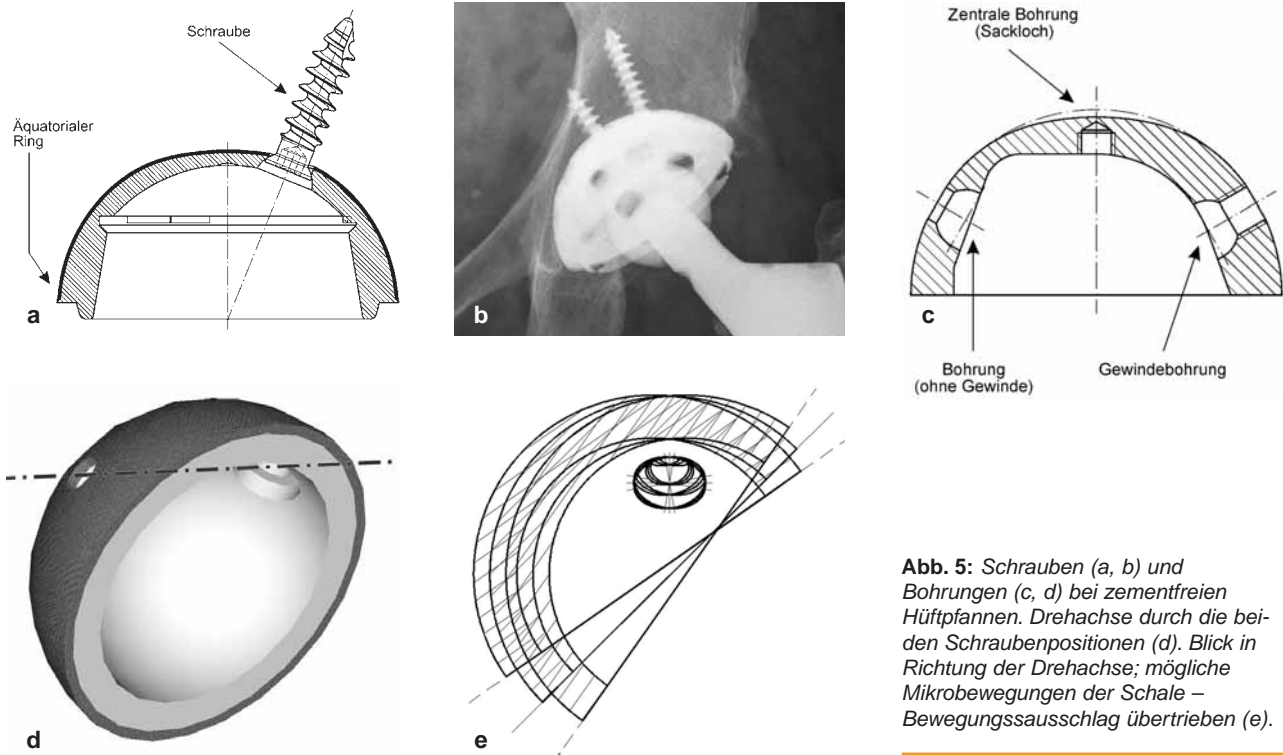 Schraube
Äquatorialer
Ring
a
b
Zentrale Bohrung
(Sackloch)
Bohrung
(ohne Gewinde)
Gewindebohrung
c
d
e
Abb. 5: Schrauben (a, b) und
Bohrungen (c, d) bei zementfreien
Hüftpfannen. Drehachse durch die bei-
den Schraubenpositionen (d). Blick in
Richtung der Drehachse; mögliche
Mikrobewegungen der Schale –
Bewegungssausschlag übertrieben (e).